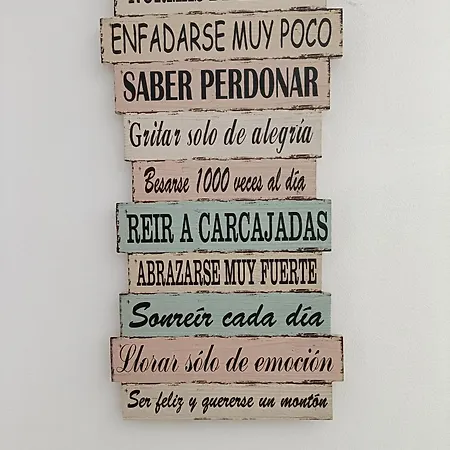 ENFADARSE MUY POCO
SABER PERDONAR
Gritar solo de alegría
Besarse 1000 veces al día
REIR A CARCAJADAS
ABRAZARSE MUY FUERTE
Sonreír cada día
Llorar sólo de emoción
Ser feliz y quererse un montón